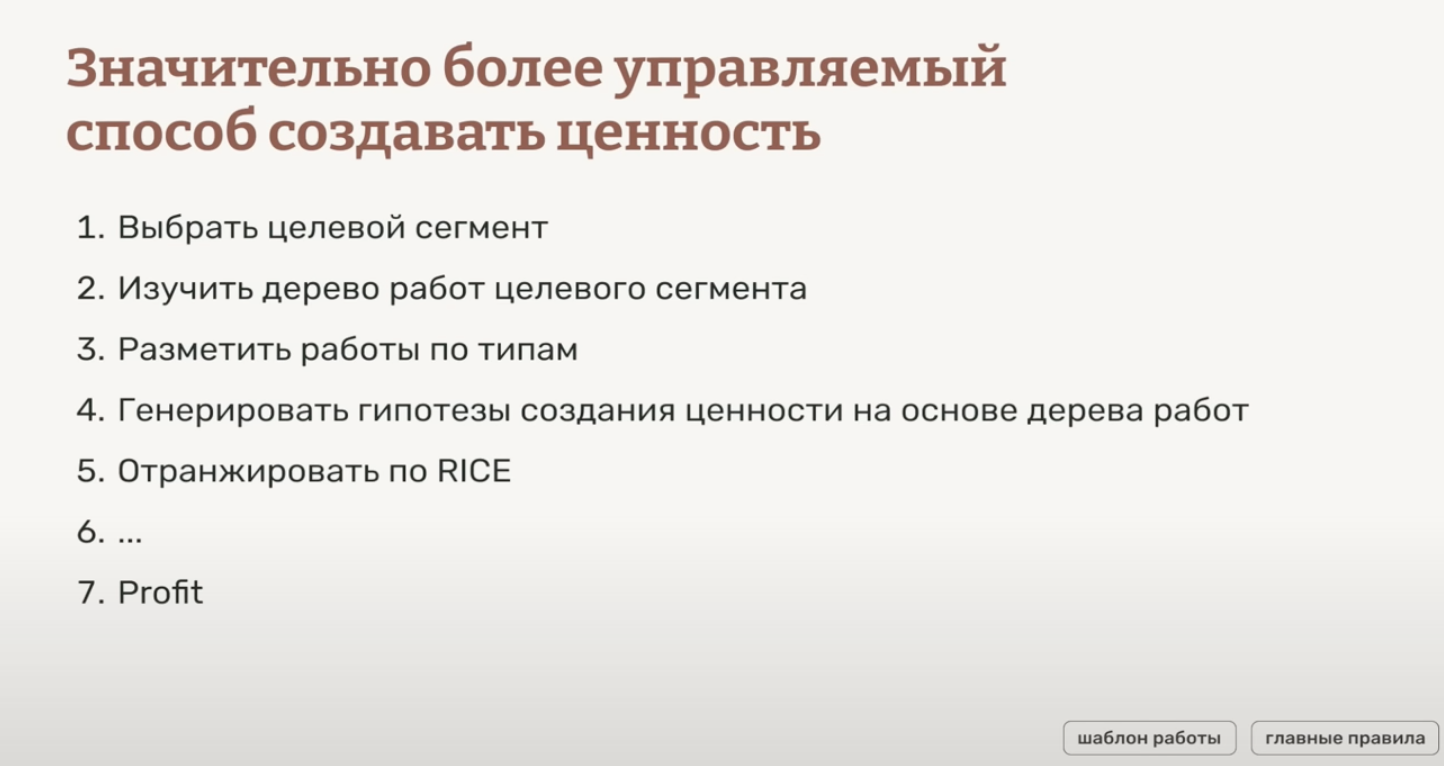 Значительно более управляемый
способ создавать ценность
1. Выбрать целевой сегмент
2. Изучить дерево работ целевого сегмента
3. Разметить работы по типам
4. Генерировать гипотезы создания ценности на основе дерева работ
5. Отранжировать по RICE
6. ...
7. Profit
шаблон работы
главные правила